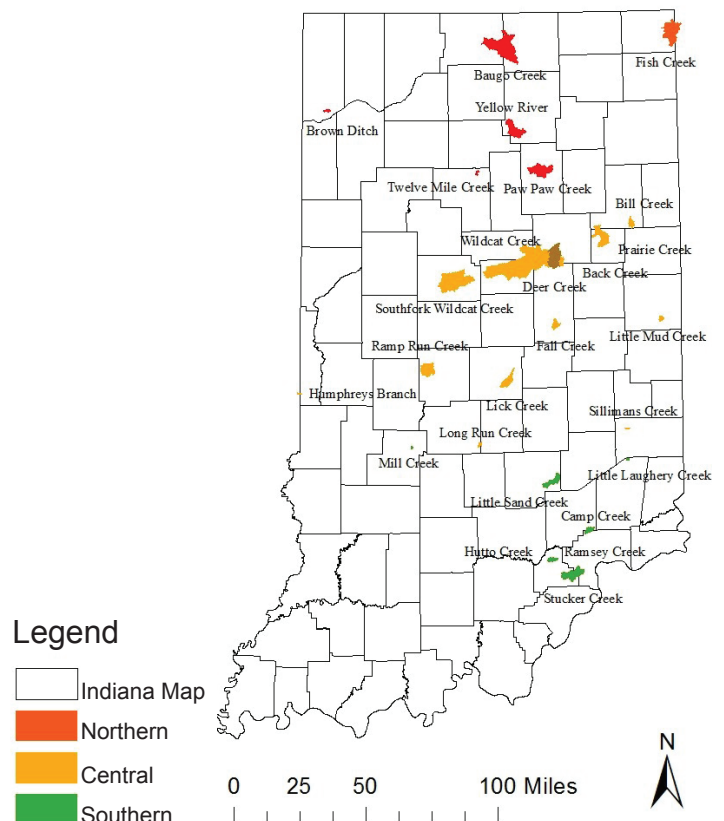 Fish Creek
Baugo Creek
Yellow River
Brown Ditch
Twelve Mile Creek
Paw Paw Creek
Bill Creek
Wildcat Creek
Prairie Creek
Back Creek
Deer Creek
Southfork Wildcat Creek
Little Mud Creek
Ramp Run Creek
Fall Creek
Humphreys Branch
Lick Creek
Sillimans Creek
Long Run Creek
Mill Creek
Little Laughery Creek
Little Sand Creek
Camp Creek
Hutto Creek
Ramsey Creek
Stucker Creek
Legend
Indiana Map
Northern
Central
Southern
N
0 25 50 100 Miles